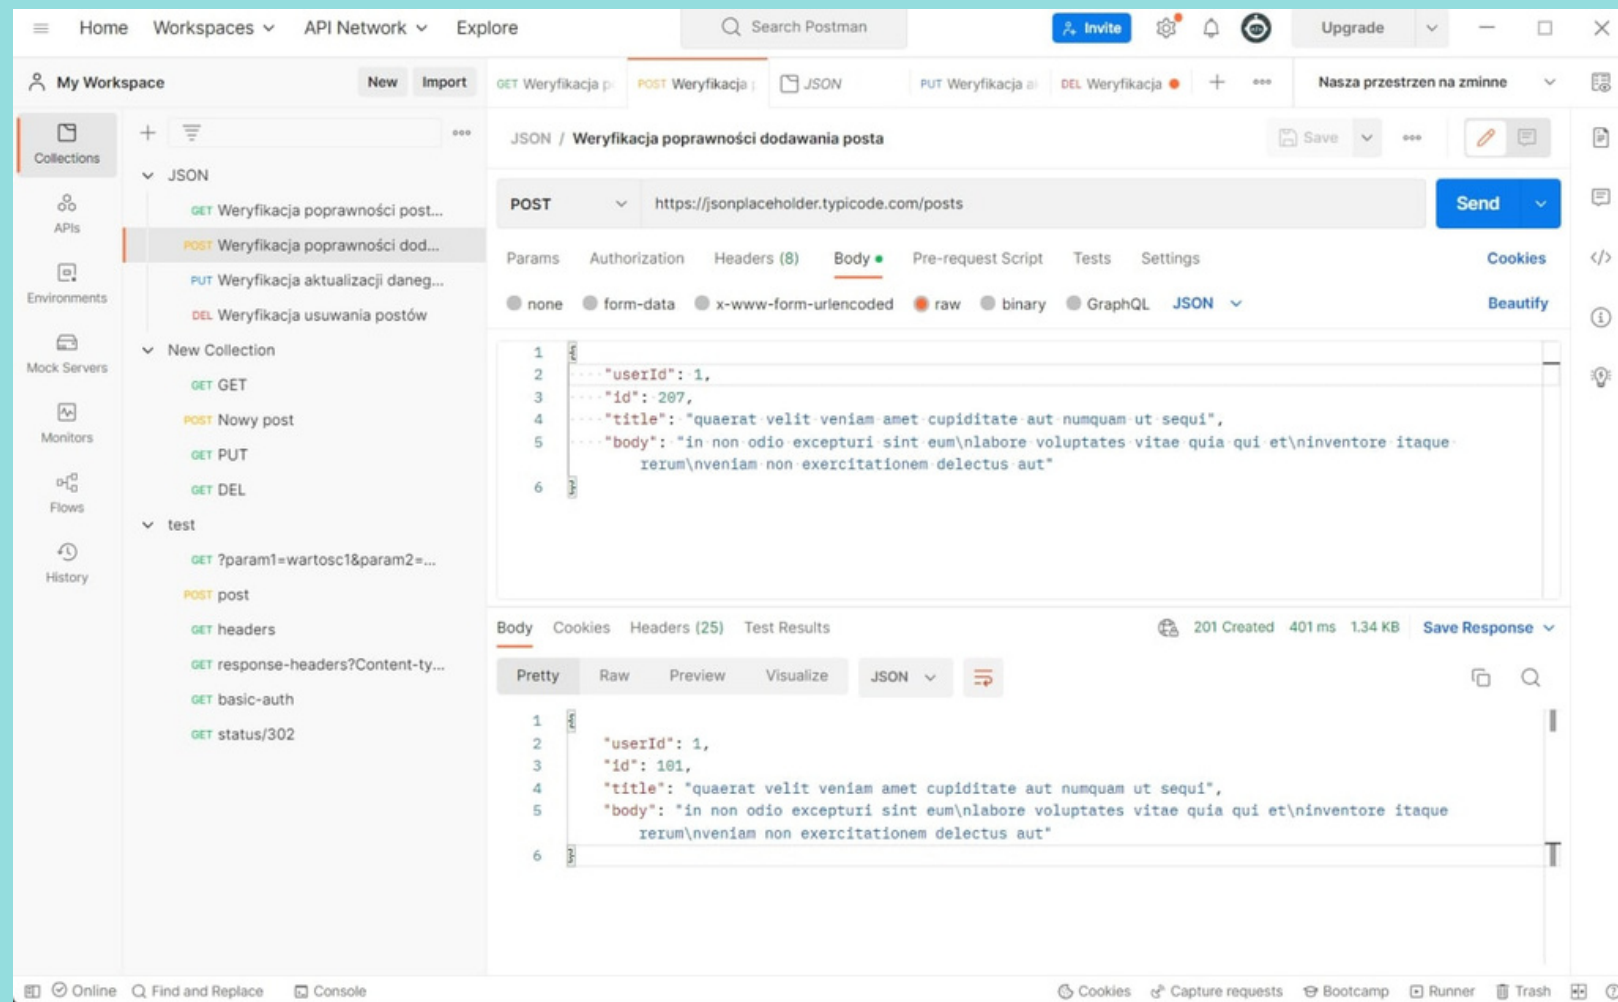 Home Workspaces API Network Explore Search Postman Invite Upgrade
My Workspace New Import
GET Weryfikacja p POST Weryfikacja JSON PUT Weryfikacja a DEL Weryfikacja Nasza przestrzen na zminne
Collections
APIs
Environments
Mock Servers
Monitors
Flows
History
JSON
GET Weryfikacja poprawności post...
POST Weryfikacja poprawności dod...
PUT Weryfikacja aktualizacji daneg...
DEL Weryfikacja usuwania postów
New Collection
GET GET
POST Nowy post
GET PUT
GET DEL
test
GET ?param1=wartosc1&param2=...
POST post
GET headers
GET response-headers?Content-ty...
GET basic-auth
GET status/302
JSON / Weryfikacja poprawności dodawania posta Save
POST https://jsonplaceholder.typicode.com/posts Send
Params Authorization Headers (8) Body Pre-request Script Tests Settings Cookies
none form-data x-www-form-urlencoded raw binary GraphQL JSON Beautify
1 {
2 "userId": 1,
3 "id": 207,
4 "title": "quaerat velit veniam amet cupiditate aut numquam ut sequi",
5 "body": "in non odio excepturi sint eum\nlabore voluptates vitae quia qui et\ninventore itaque
rerum\nveniam non exercitationem delectus aut"
6 }
Body Cookies Headers (25) Test Results 201 Created 401 ms 1.34 KB Save Response
Pretty Raw Preview Visualize JSON
1 {
2 "userId": 1,
3 "id": 101,
4 "title": "quaerat velit veniam amet cupiditate aut numquam ut sequi",
5 "body": "in non odio excepturi sint eum\nlabore voluptates vitae quia qui et\ninventore itaque
rerum\nveniam non exercitationem delectus aut"
6 }
Online Find and Replace Console Cookies Capture requests Bootcamp Runner Trash